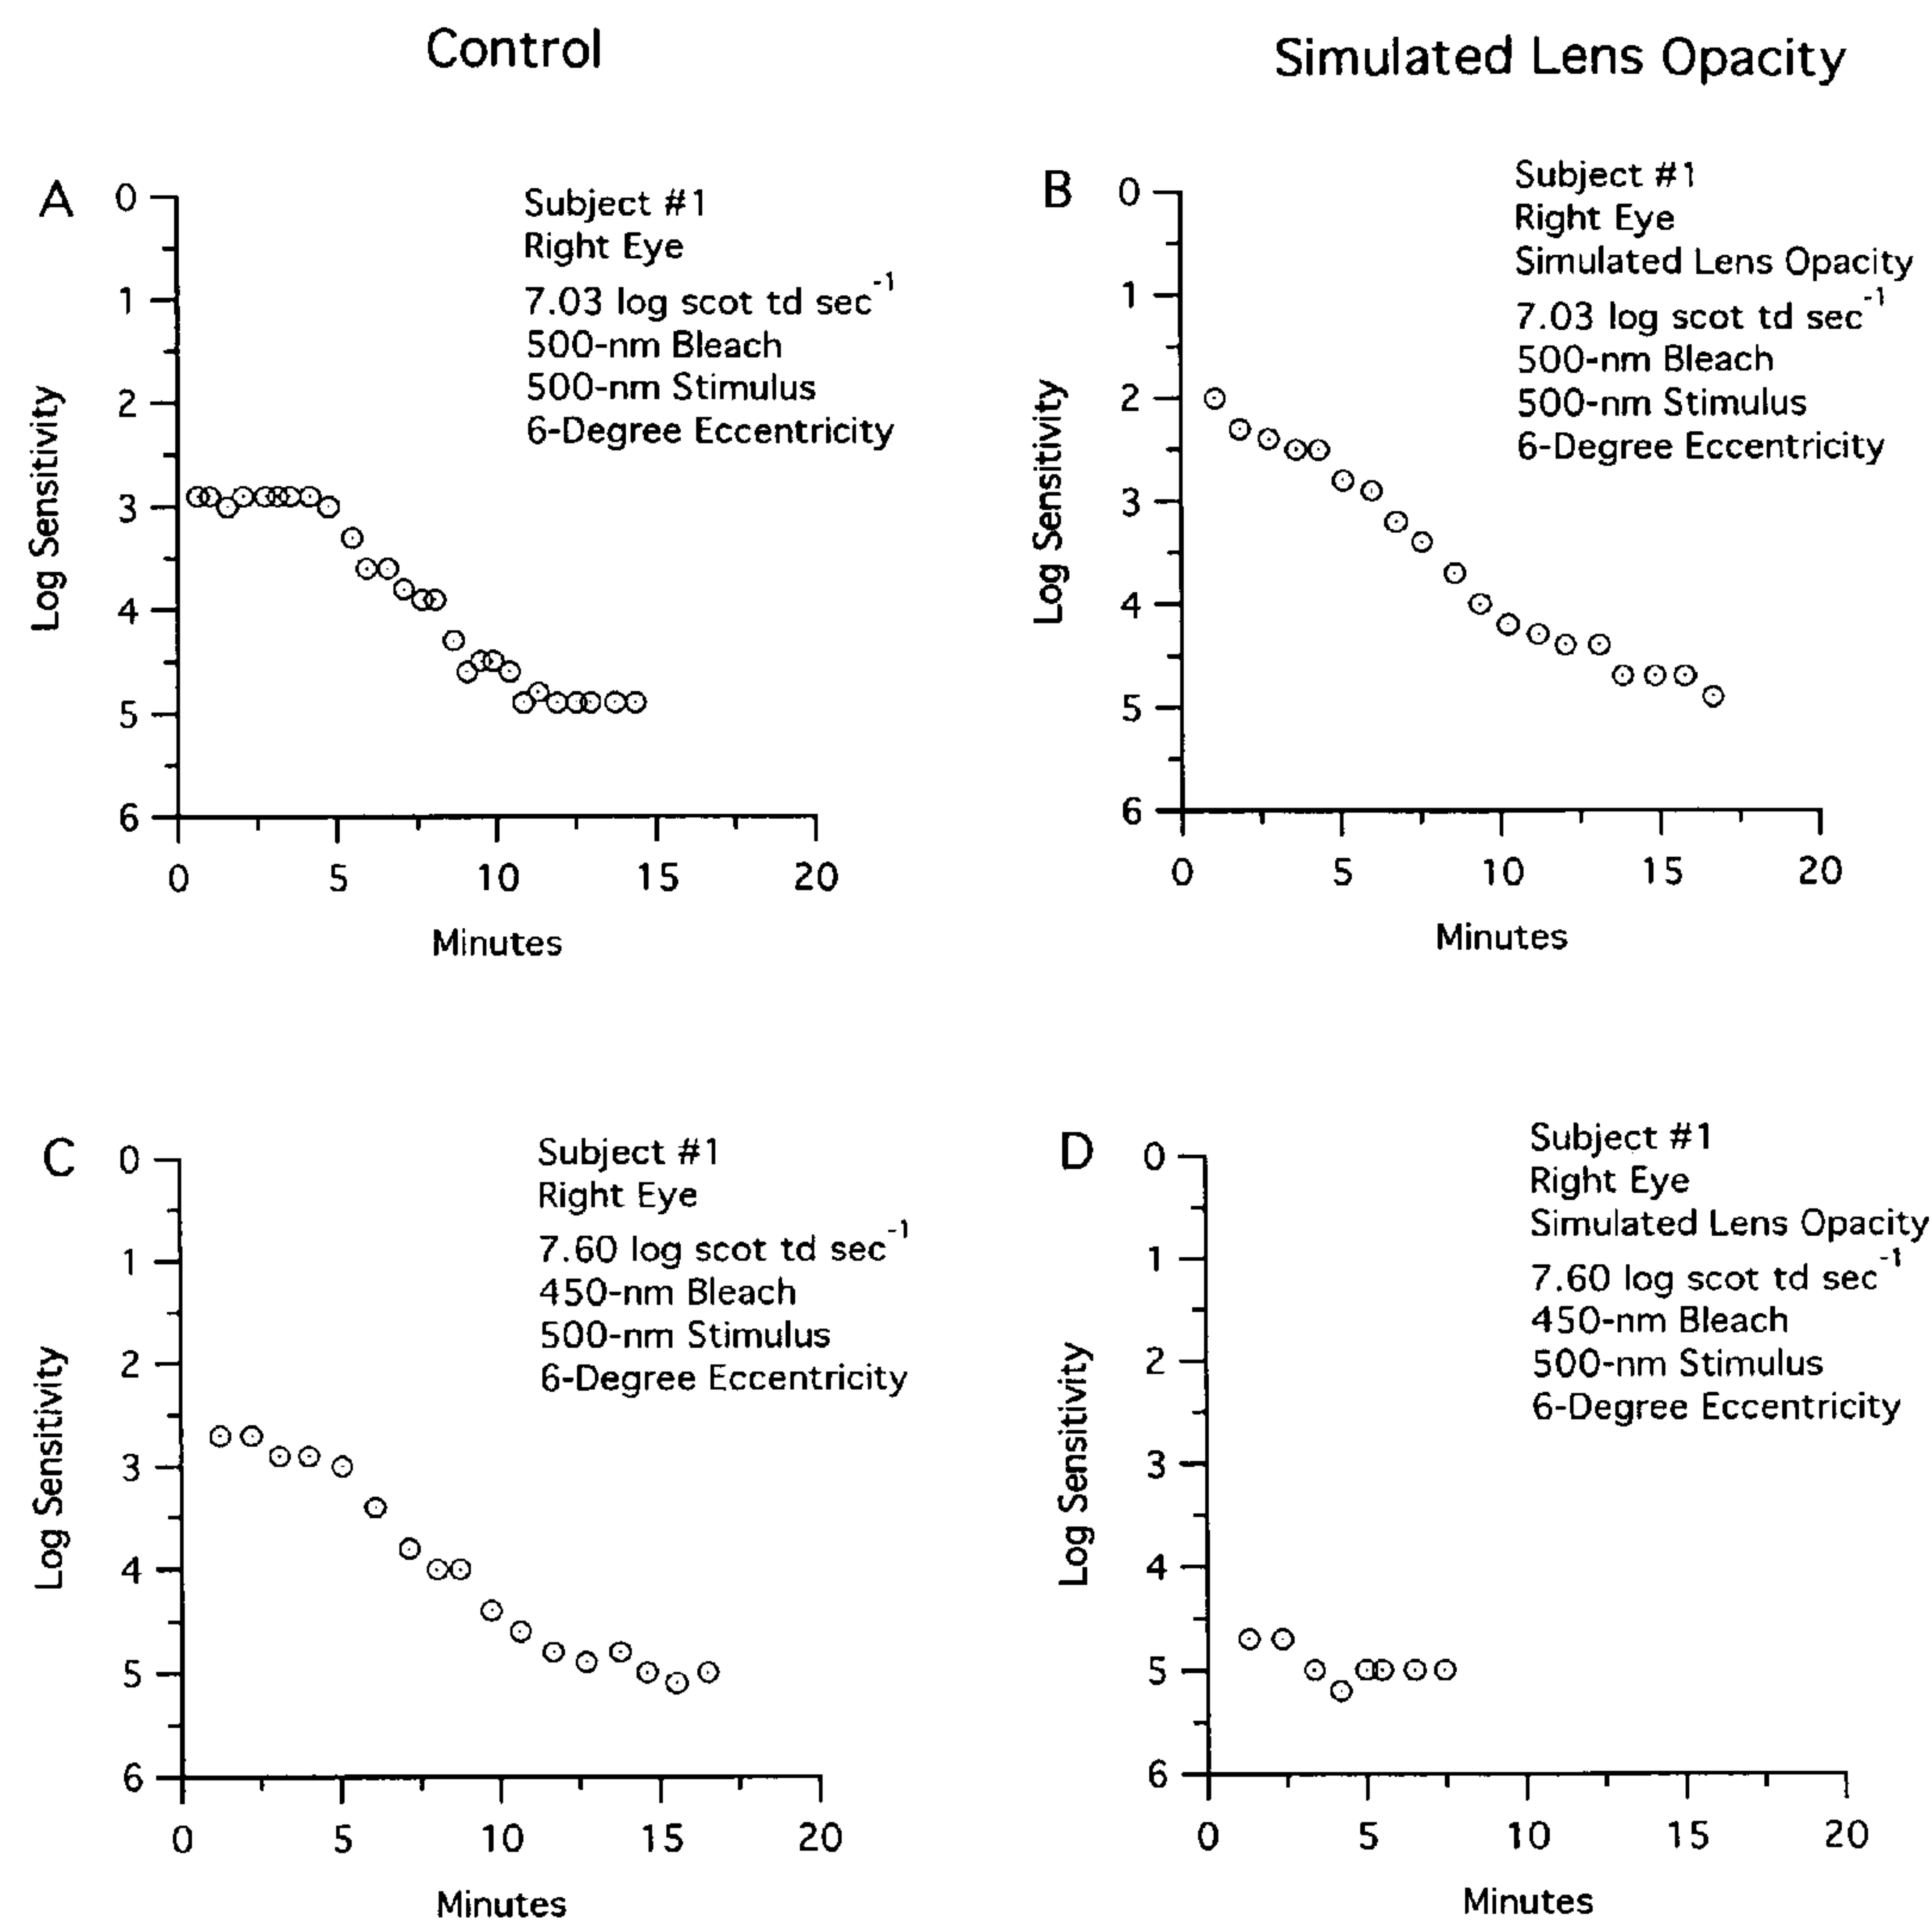 Control
Simulated Lens Opacity
A
Subject #1
Right Eye
7.03 log scot td sec⁻¹
500-nm Bleach
500-nm Stimulus
6-Degree Eccentricity
0
1
2
3
4
5
6
Log Sensitivity
0 5 10 15 20
Minutes
B
Subject #1
Right Eye
Simulated Lens Opacity
7.03 log scot td sec⁻¹
500-nm Bleach
500-nm Stimulus
6-Degree Eccentricity
0
1
2
3
4
5
6
Log Sensitivity
0 5 10 15 20
Minutes
C
Subject #1
Right Eye
7.60 log scot td sec⁻¹
450-nm Bleach
500-nm Stimulus
6-Degree Eccentricity
0
1
2
3
4
5
6
Log Sensitivity
0 5 10 15 20
Minutes
D
Subject #1
Right Eye
Simulated Lens Opacity
7.60 log scot td sec⁻¹
450-nm Bleach
500-nm Stimulus
6-Degree Eccentricity
0
1
2
3
4
5
6
Log Sensitivity
0 5 10 15 20
Minutes